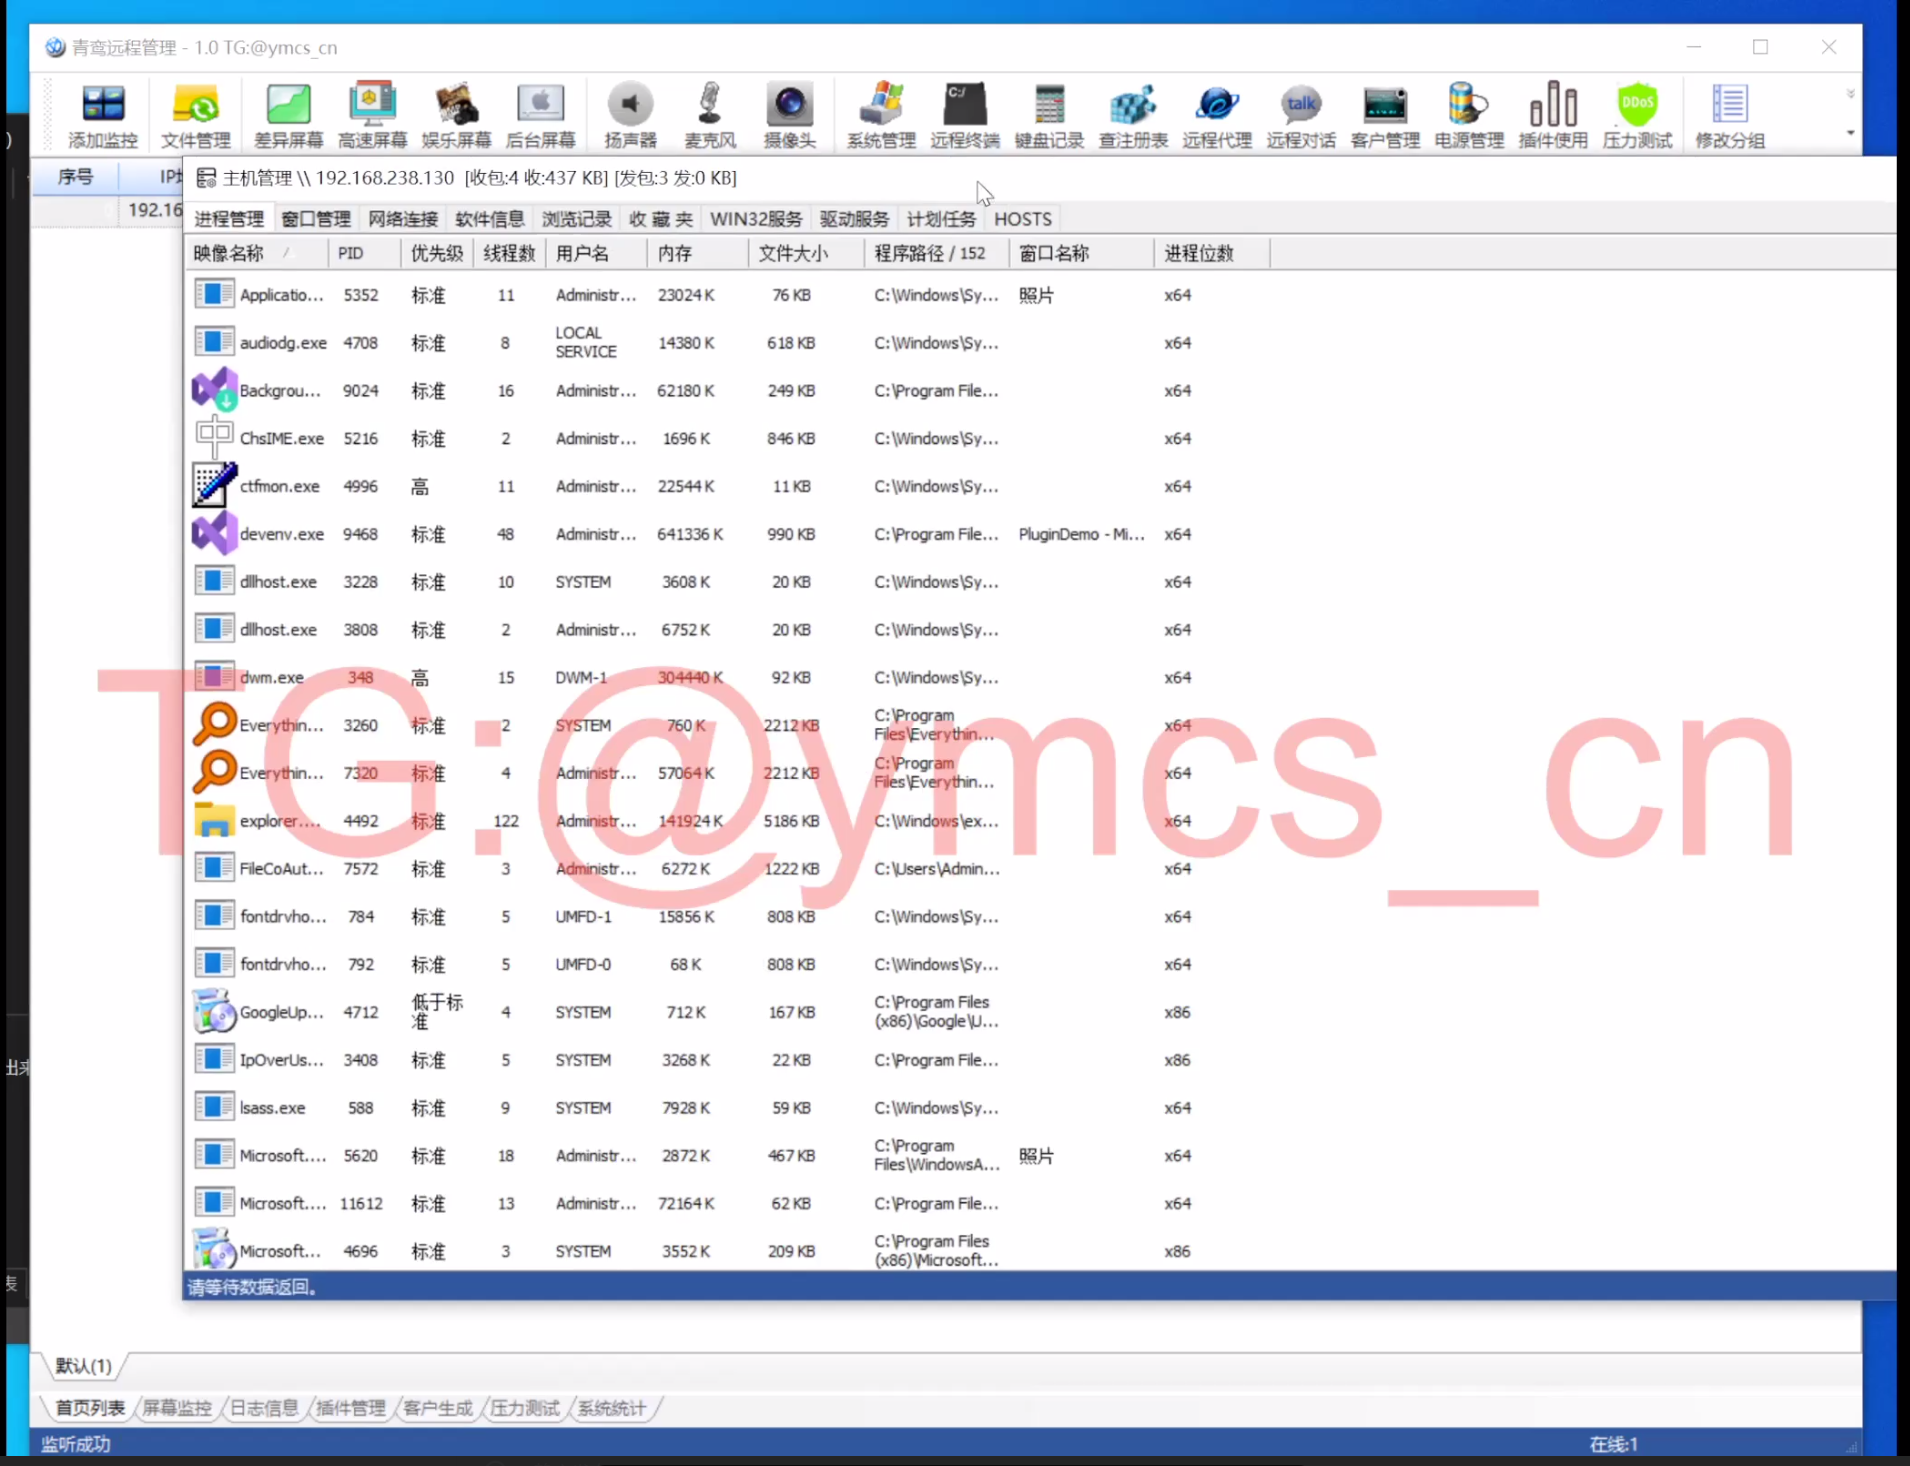 青鸾远程管理 - 1.0 TG:@ymcs_cn
添加监控 文件管理 差异屏幕 高速屏幕 娱乐屏幕 后台屏幕 扬声器 麦克风 摄像头 系统管理 远程终端 键盘记录 查注册表 远程代理 远程对话 客户管理 电源管理 插件使用 压力测试 修改分组
序号 IP
192.16
主机管理 \\ 192.168.238.130 [收包:4 收:437 KB] [发包:3 发:0 KB]
进程管理 窗口管理 网络连接 软件信息 浏览记录 收 藏 夹 WIN32服务 驱动服务 计划任务 HOSTS
映像名称 PID 优先级 线程数 用户名 内存 文件大小 程序路径 / 152 窗口名称 进程位数
Applicatio... 5352 标准 11 Administr... 23024 K 76 KB C:\Windows\Sy... 照片 x64
audiodg.exe 4708 标准 8 LOCAL SERVICE 14380 K 618 KB C:\Windows\Sy... x64
Backgrou... 9024 标准 16 Administr... 62180 K 249 KB C:\Program File... x64
ChsIME.exe 5216 标准 2 Administr... 1696 K 846 KB C:\Windows\Sy... x64
ctfmon.exe 4996 高 11 Administr... 22544 K 11 KB C:\Windows\Sy... x64
devenv.exe 9468 标准 48 Administr... 641336 K 990 KB C:\Program File... PluginDemo - Mi... x64
dllhost.exe 3228 标准 10 SYSTEM 3608 K 20 KB C:\Windows\Sy... x64
dllhost.exe 3808 标准 2 Administr... 6752 K 20 KB C:\Windows\Sy... x64
dwm.exe 348 高 15 DWM-1 304440 K 92 KB C:\Windows\Sy... x64
Everythin... 3260 标准 2 SYSTEM 760 K 2212 KB C:\Program Files\Everythin... x64
Everythin... 7320 标准 4 Administr... 57064 K 2212 KB C:\Program Files\Everythin... x64
TG:@ymcs_cn
explorer.... 4492 标准 122 Administr... 141924 K 5186 KB C:\Windows\ex... x64
FileCoAut... 7572 标准 3 Administr... 6272 K 1222 KB C:\Users\Admin... x64
fontdrvho... 784 标准 5 UMFD-1 15856 K 808 KB C:\Windows\Sy... x64
fontdrvho... 792 标准 5 UMFD-0 68 K 808 KB C:\Windows\Sy... x64
GoogleUp... 4712 低于标准 4 SYSTEM 712 K 167 KB C:\Program Files (x86)\Google\U... x86
IpOverUs... 3408 标准 5 SYSTEM 3268 K 22 KB C:\Program File... x86
lsass.exe 588 标准 9 SYSTEM 7928 K 59 KB C:\Windows\Sy... x64
Microsoft.... 5620 标准 18 Administr... 2872 K 467 KB C:\Program Files\WindowsA... 照片 x64
Microsoft.... 11612 标准 13 Administr... 72164 K 62 KB C:\Program File... x64
Microsoft... 4696 标准 3 SYSTEM 3552 K 209 KB C:\Program Files (x86)\Microsoft... x86
请等待数据返回。
默认(1)
首页列表 屏幕监控 日志信息 插件管理 客户生成 压力测试 系统统计
监听成功 在线:1